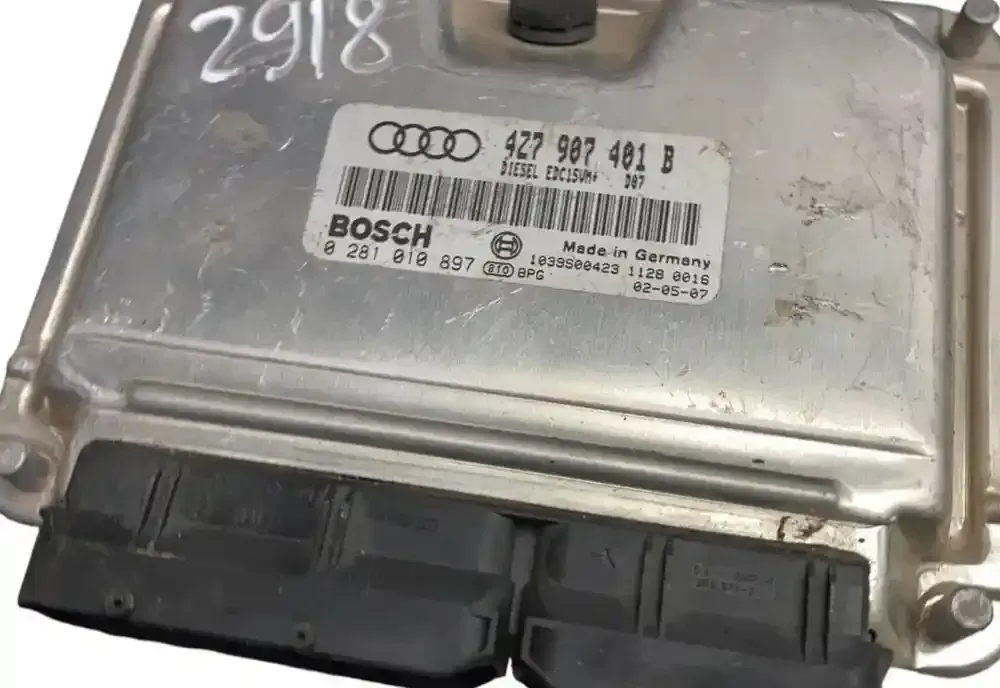 2918
4Z7 907 401 B
DIESEL EDC15VM+ D07
BOSCH
Made in Germany
0 281 010 897 810 BPG 1039S00423 1128 0016
02-05-07